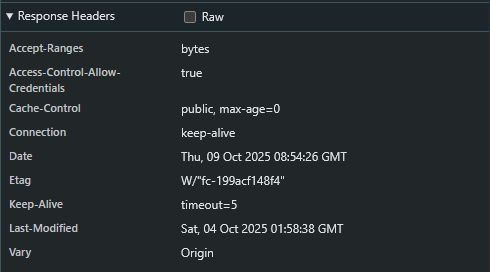 ▼ Response Headers Raw
Accept-Ranges bytes
Access-Control-Allow- true
Credentials
Cache-Control public, max-age=0
Connection keep-alive
Date Thu, 09 Oct 2025 08:54:26 GMT
Etag W/"fc-199acf148f4"
Keep-Alive timeout=5
Last-Modified Sat, 04 Oct 2025 01:58:38 GMT
Vary Origin